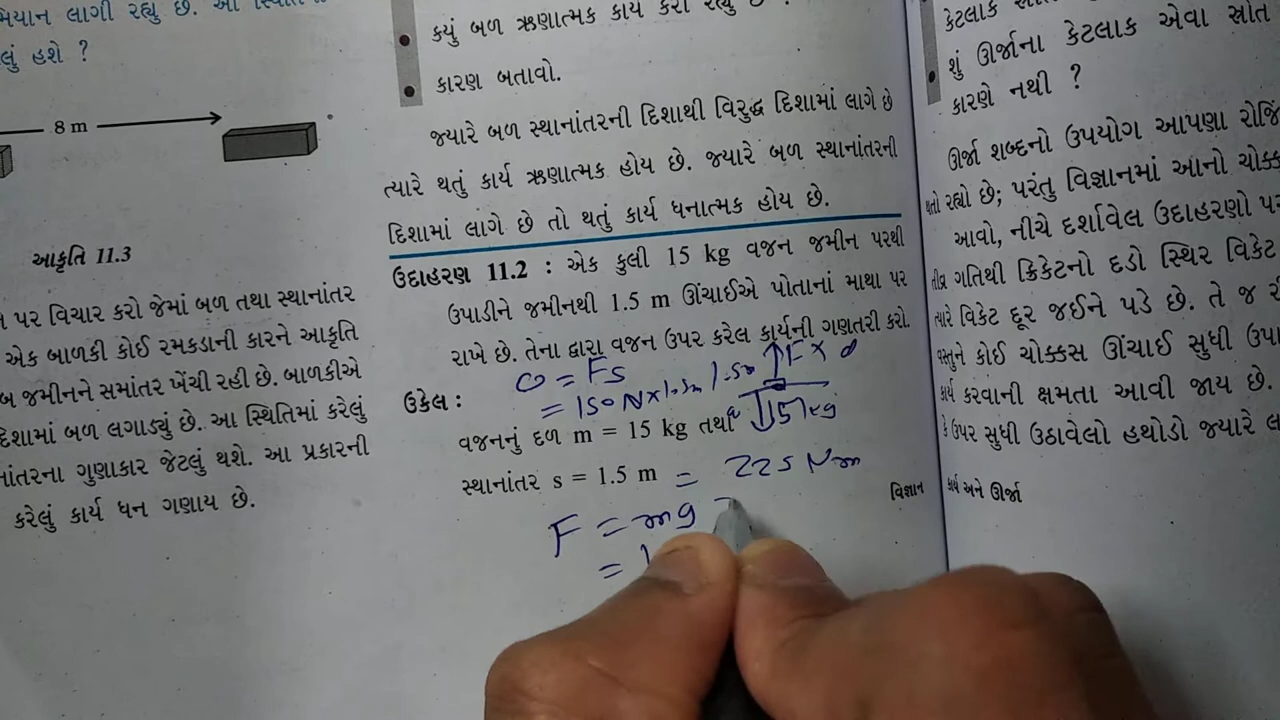 લાગી રહ્યું છે. આ
હશે ?
8 m
આકૃતિ 11.3
પર વિચાર કરો જેમાં બળ તથા સ્થાનાંતર
એક બાળકી કોઈ રમકડાની કારને આકૃતિ
જમીનને સમાંતર ખેંચી રહી છે. બાળકીએ
દિશામાં બળ લગાડ્યું છે. આ સ્થિતિમાં કરેલું
ગુણાકાર જેટલું થશે. આ પ્રકારની
કરેલું કાર્ય ધન ગણાય છે.
કયું બળ ઋણાત્મક કાર્ય કરી રહ્યું છે ?
કારણ બતાવો.
જ્યારે બળ સ્થાનાંતરની દિશાથી વિરુદ્ધ દિશામાં લાગે છે
ત્યારે થતું કાર્ય ઋણાત્મક હોય છે. જ્યારે બળ સ્થાનાંતરની
દિશામાં લાગે છે તો થતું કાર્ય ધનાત્મક હોય છે.
ઉદાહરણ 11.2 : એક કુલી 15 kg વજન જમીન પરથી
ઉપાડીને જમીનથી 1.5 m ઊંચાઈએ પોતાનાં માથા પર
રાખે છે. તેના દ્વારા વજન ઉપર કરેલ કાર્યની ગણતરી કરો.
= Fs
F ×
= 150 N × 1.5m
ઉકેલ :
15 kg
વજનનું દળ m = 15 kg તથા
સ્થાનાંતર s = 1.5 m = 225 Nm
F = mg
=
વિજ્ઞાન
કેટલાક
શું ઊર્જાના કેટલાક એવા સ્રોત
કારણે નથી ?
ઊર્જા શબ્દનો ઉપયોગ આપણા
રહ્યો છે; પરંતુ વિજ્ઞાનમાં આનો
આવો, નીચે દર્શાવેલ ઉદાહરણો
તીવ્ર ગતિથી ક્રિકેટનો દડો સ્થિર વિકેટ
ત્યારે વિકેટ દૂર જઈને પડે છે. તે જ
વસ્તુને કોઈ ચોક્કસ ઊંચાઈ સુધી
કાર્ય કરવાની ક્ષમતા આવી જાય છે.
કે ઉપર સુધી ઉઠાવેલો હથોડો જ્યારે
કાર્ય અને ઊર્જા